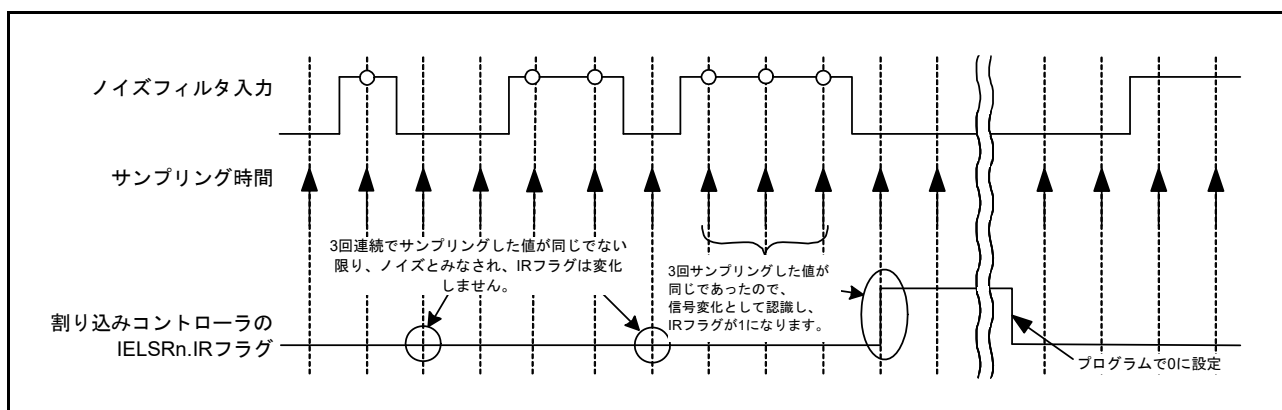 ノイズフィルタ入力
サンプリング時間
3回連続でサンプリングした値が同じでない
限り、ノイズとみなされ、IRフラグは変化
しません。
3回サンプリングした値が
同じであったので、
信号変化として認識し、
IRフラグが1になります。
割り込みコントローラの
IELSRn.IRフラグ
プログラムで0に設定